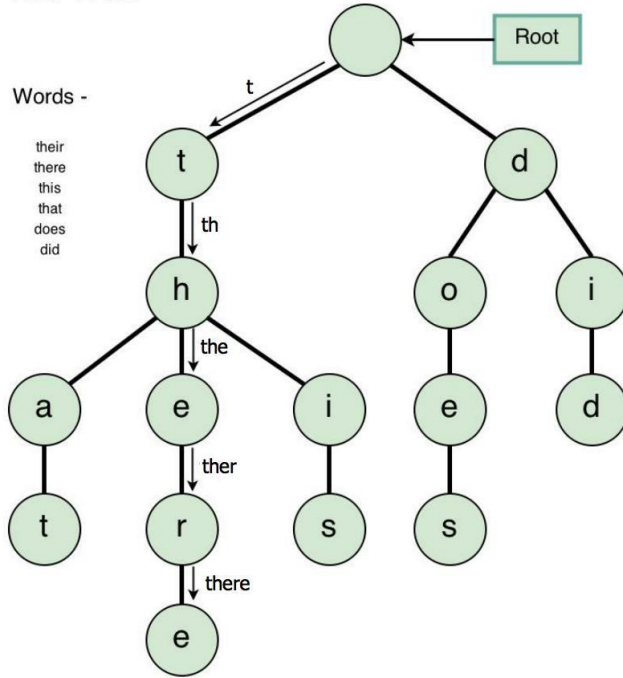 Root
t
Words -
their
there
this
that
does
did
t
d
th
h
o
i
the
a
e
i
e
d
ther
t
r
s
s
there
e